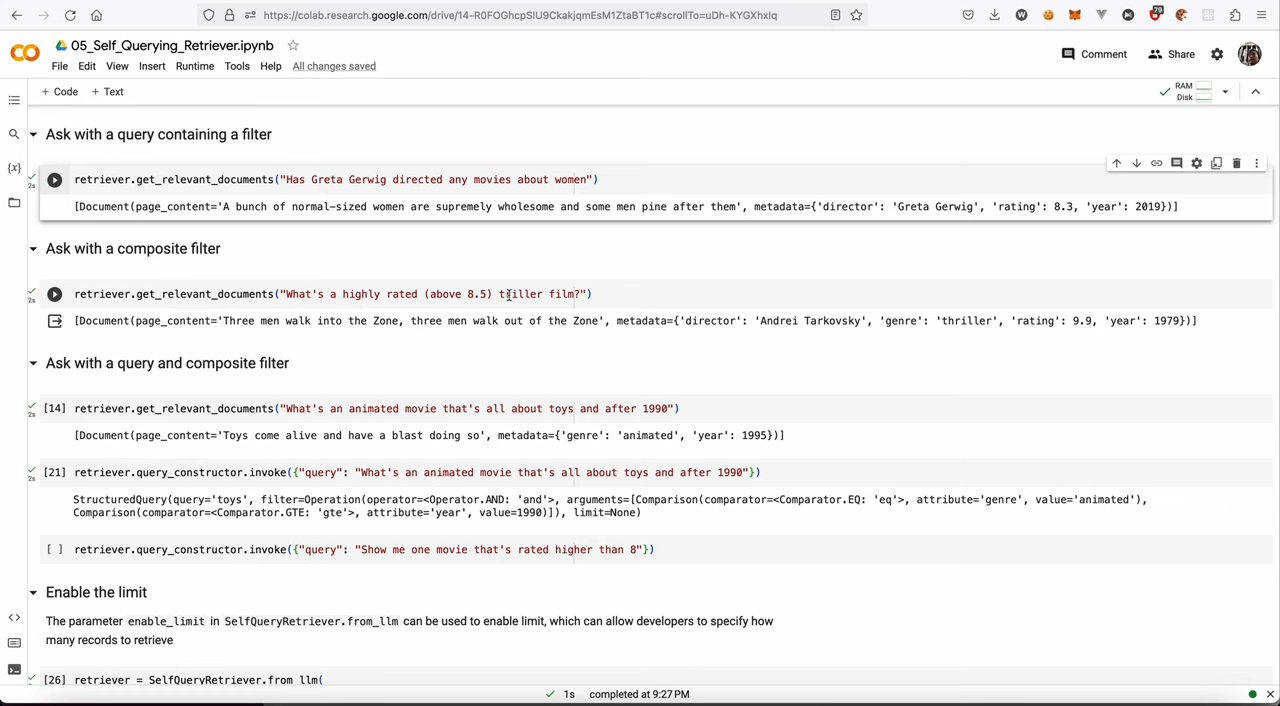 https://colab.research.google.com/drive/4-R0FOGhcpSlU9CkakjqmEsM1ZtaBT1c#scrollTo=uDh-KYGXhxIq
79
05_Self_Querying_Retriever.ipynb
Comment
Share
File Edit View Insert Runtime Tools Help All changes saved
+ Code + Text
RAM
Disk
Ask with a query containing a filter
2s
retriever.get_relevant_documents("Has Greta Gerwig directed any movies about women")
[Document(page_content='A bunch of normal-sized women are supremely wholesome and some men pine after them', metadata={'director': 'Greta Gerwig', 'rating': 8.3, 'year': 2019})]
Ask with a composite filter
2s
retriever.get_relevant_documents("What's a highly rated (above 8.5) thriller film?")
[Document(page_content='Three men walk into the Zone, three men walk out of the Zone', metadata={'director': 'Andrei Tarkovsky', 'genre': 'thriller', 'rating': 9.9, 'year': 1979})]
Ask with a query and composite filter
2s
[14] retriever.get_relevant_documents("What's an animated movie that's all about toys and after 1990")
[Document(page_content='Toys come alive and have a blast doing so', metadata={'genre': 'animated', 'year': 1995})]
2s
[21] retriever.query_constructor.invoke({"query": "What's an animated movie that's all about toys and after 1990"})
StructuredQuery(query='toys', filter=Operation(operator=<Operator.AND: 'and'>, arguments=[Comparison(comparator=<Comparator.EQ: 'eq'>, attribute='genre', value='animated'),
Comparison(comparator=<Comparator.GTE: 'gte'>, attribute='year', value=1990)]), limit=None)
[ ] retriever.query_constructor.invoke({"query": "Show me one movie that's rated higher than 8"})
Enable the limit
The parameter enable_limit in SelfQueryRetriever.from_llm can be used to enable limit, which can allow developers to specify how
many records to retrieve
[26] retriever = SelfQueryRetriever.from_llm(
1s completed at 9:27 PM